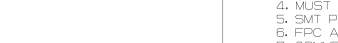 4. MUST
5. SMT P
6. FPC A